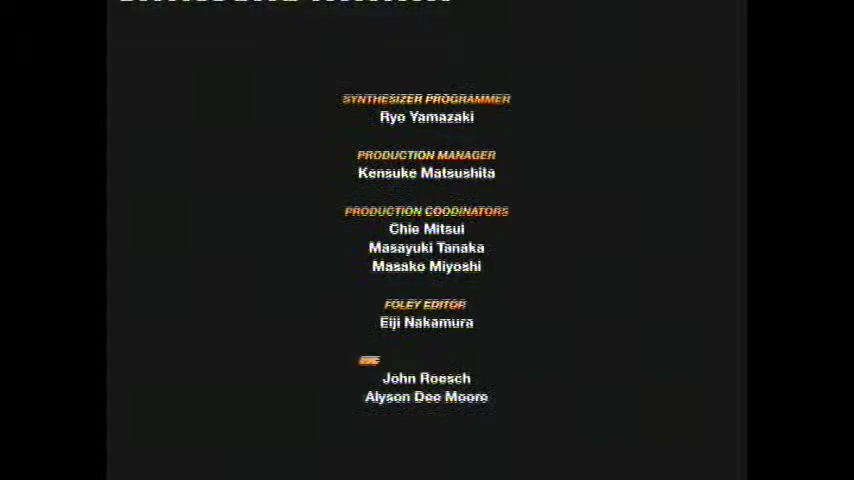 SYNTHESIZER PROGRAMMER
Ryo Yamazaki
PRODUCTION MANAGER
Kensuke Matsushita
PRODUCTION COODINATORS
Chie Mitsui
Masayuki Tanaka
Masako Miyoshi
FOLEY EDITOR
Eiji Nakamura
John Roesch
Alyson Dee Moore